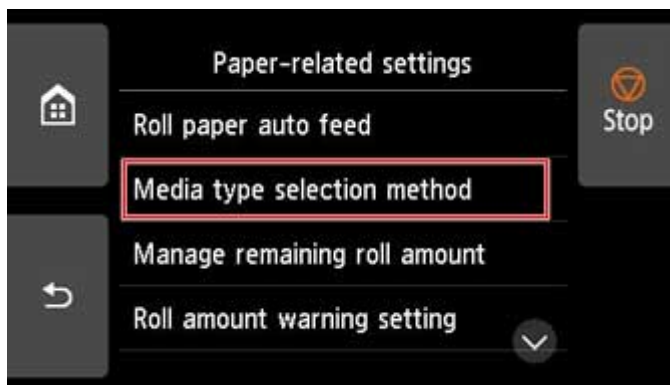 Paper-related settings
Roll paper auto feed
Stop
Media type selection method
Manage remaining roll amount
Roll amount warning setting